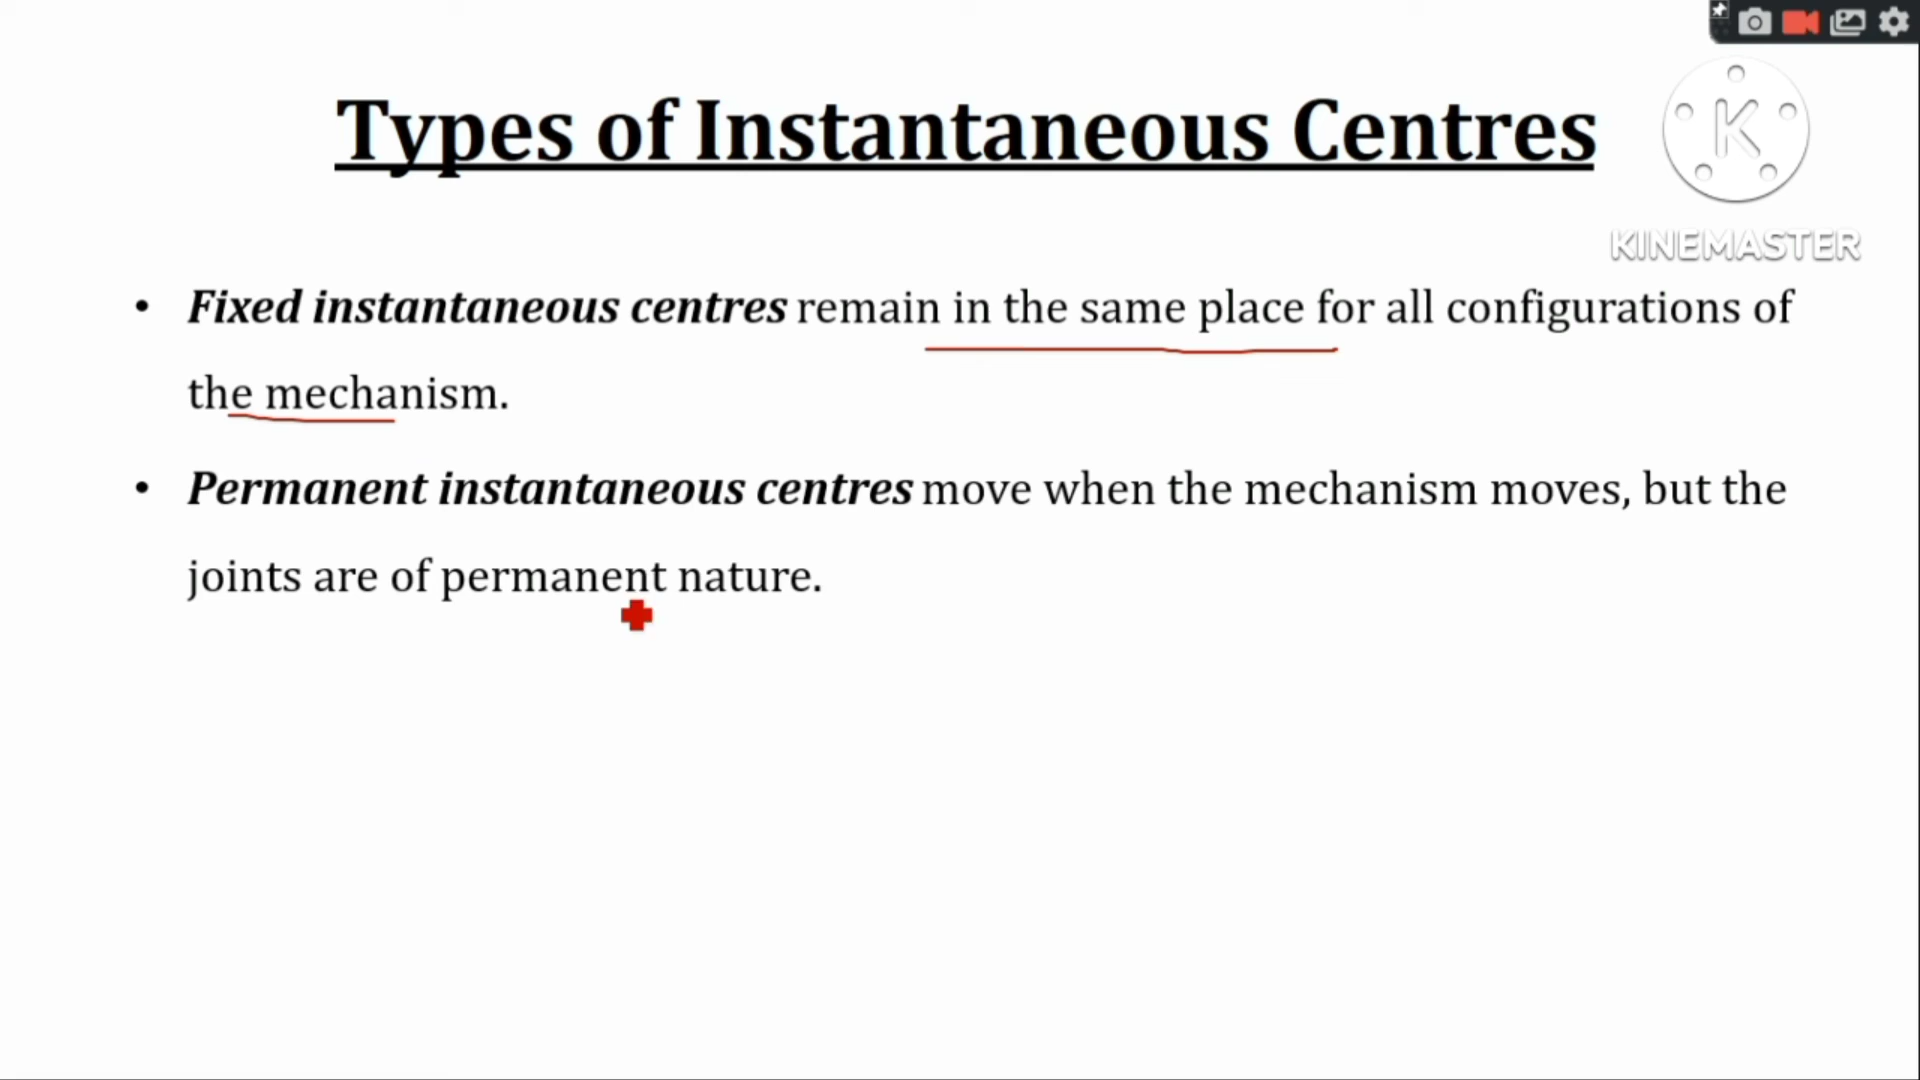 Types of Instantaneous Centres
K
KINEMASTER
• Fixed instantaneous centres remain in the same place for all configurations of
the mechanism.
• Permanent instantaneous centres move when the mechanism moves, but the
joints are of permanent nature.